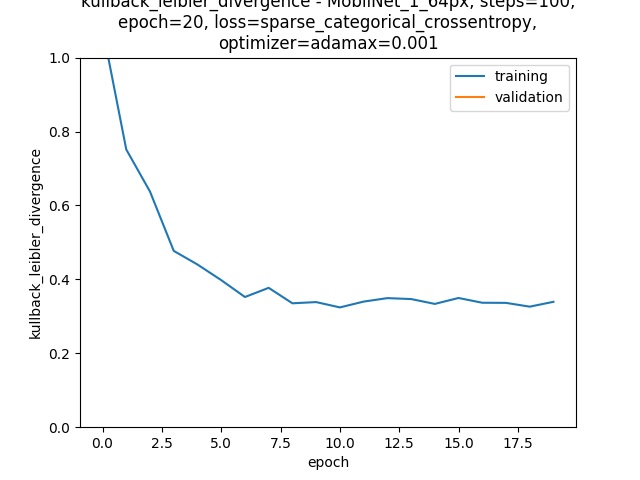 kullback_leibler_divergence - MobilNet_1_64px, steps=100,
epoch=20, loss=sparse_categorical_crossentropy,
optimizer=adamax=0.001
training
validation
kullback_leibler_divergence
1.0
0.8
0.6
0.4
0.2
0.0
0.0 2.5 5.0 7.5 10.0 12.5 15.0 17.5
epoch